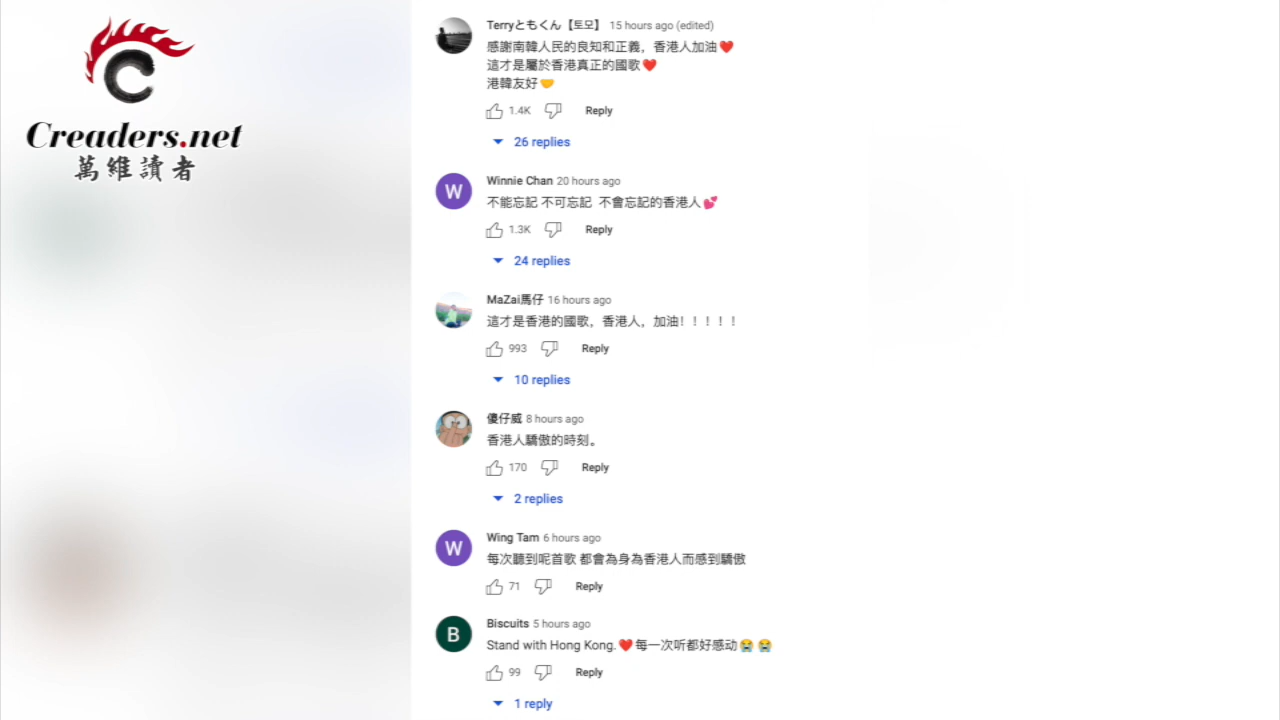 Creaders.net
萬維讀者
Terryともくん【토모】 15 hours ago (edited)
感謝南韓人民的良知和正義，香港人加油❤️
這才是屬於香港真正的國歌❤️
港韓友好🤝
1.4K Reply
26 replies
W
Winnie Chan 20 hours ago
不能忘記 不可忘記 不會忘記的香港人💕
1.3K Reply
24 replies
MaZai馬仔 16 hours ago
這才是香港的國歌，香港人，加油！！！！！
993 Reply
10 replies
傻仔威 8 hours ago
香港人驕傲的時刻。
170 Reply
2 replies
W
Wing Tam 6 hours ago
每次聽到呢首歌 都會為身為香港人而感到驕傲
71 Reply
B
Biscuits 5 hours ago
Stand with Hong Kong.❤️每一次听都好感动😭😭
99 Reply
1 reply